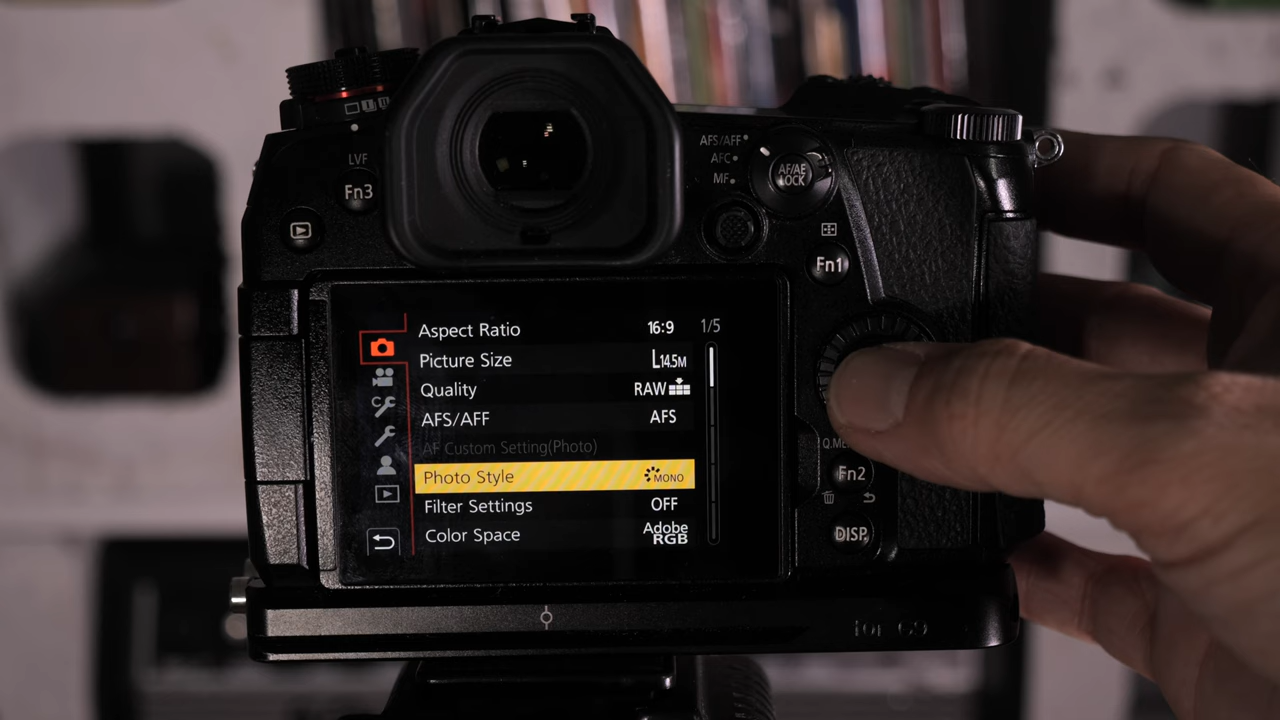 LVF
Fn3
AFS/AFF
AFC
MF
AF/AE
LOCK
Fn1
Aspect Ratio 16:9 1/5
Picture Size L14.5M
Quality RAW
AFS/AFF AFS
AF Custom Setting(Photo)
Photo Style MONO
Filter Settings OFF
Color Space Adobe RGB
Fn2
DISP.
for G9